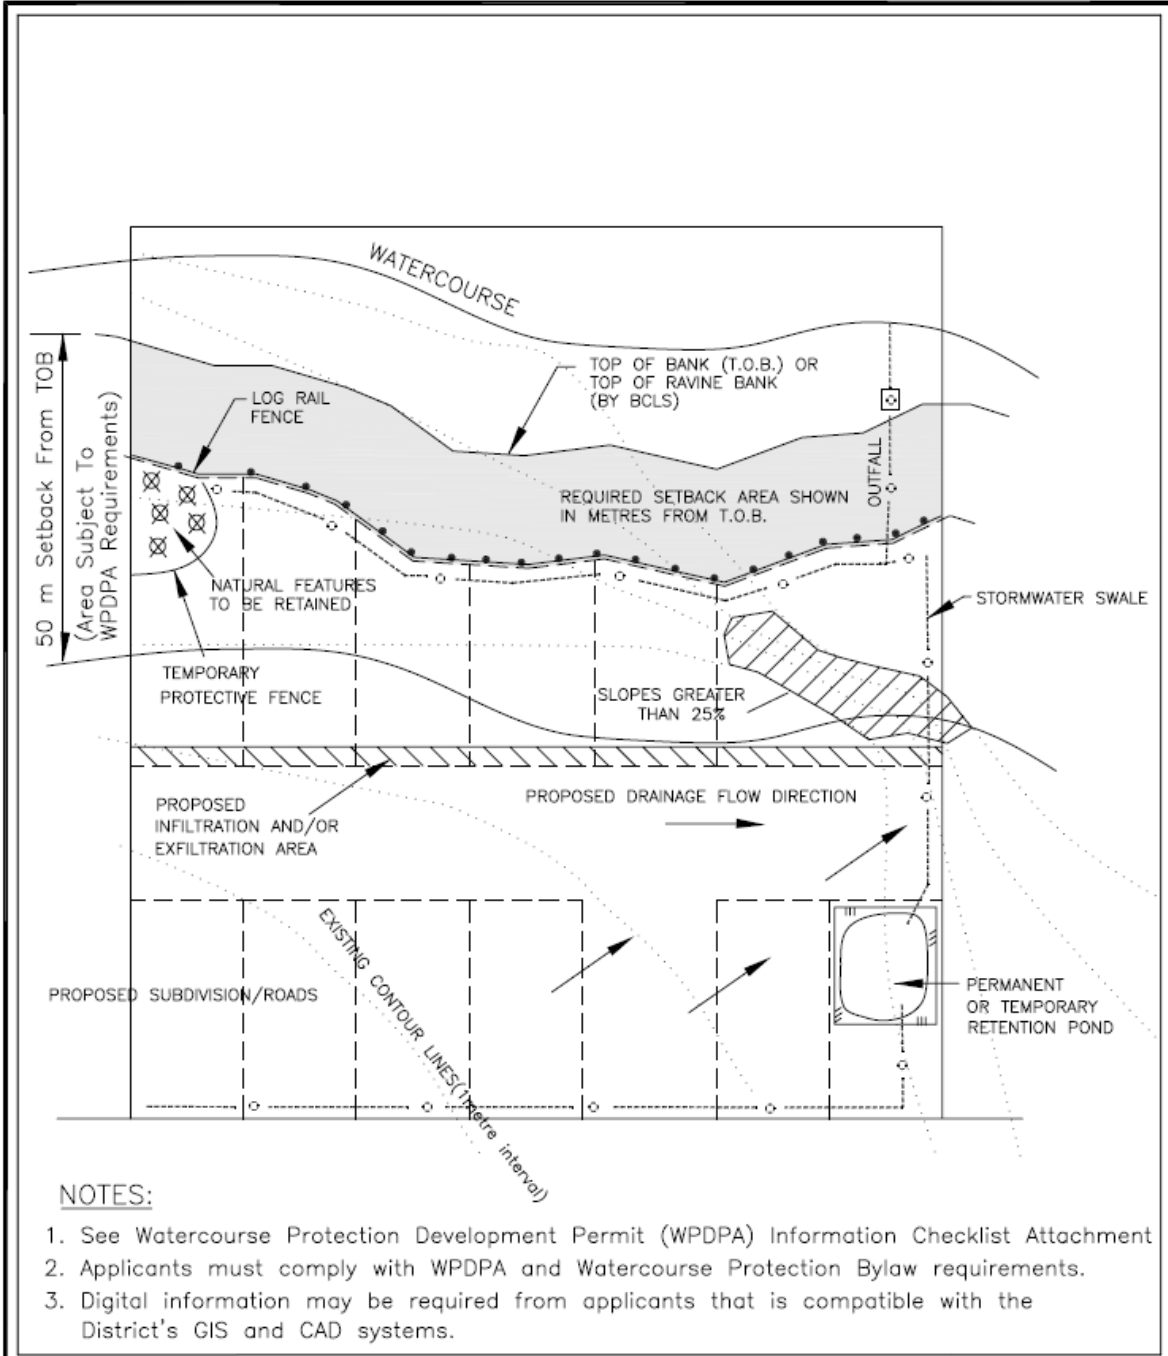 WATERCOURSE
TOP OF BANK (T.O.B.) OR
TOP OF RAVINE BANK
(BY BCLS)
50 m Setback From TOB
(Area Subject To
WPDPA Requirements)
LOG RAIL
FENCE
OUTFALL
REQUIRED SETBACK AREA SHOWN
IN METRES FROM T.O.B.
NATURAL FEATURES
TO BE RETAINED
STORMWATER SWALE
TEMPORARY
PROTECTIVE FENCE
SLOPES GREATER
THAN 25%
PROPOSED
INFILTRATION AND/OR
EXFILTRATION AREA
PROPOSED DRAINAGE FLOW DIRECTION
EXISTING CONTOUR LINES(1metre interval)
PROPOSED SUBDIVISION/ROADS
PERMANENT
OR TEMPORARY
RETENTION POND
NOTES:
1. See Watercourse Protection Development Permit (WPDPA) Information Checklist Attachment
2. Applicants must comply with WPDPA and Watercourse Protection Bylaw requirements.
3. Digital information may be required from applicants that is compatible with the
District's GIS and CAD systems.